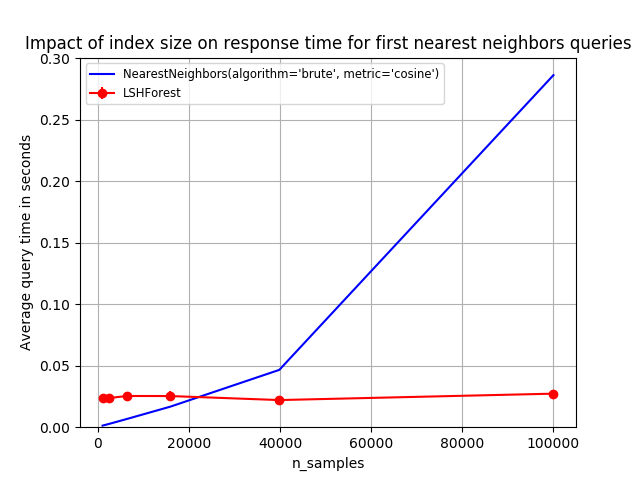 Impact of index size on response time for first nearest neighbors queries
0.30
NearestNeighbors(algorithm='brute', metric='cosine')
LSHForest
0.25
0.20
0.15
0.10
0.05
0.00
Average query time in seconds
0 20000 40000 60000 80000 100000
n_samples